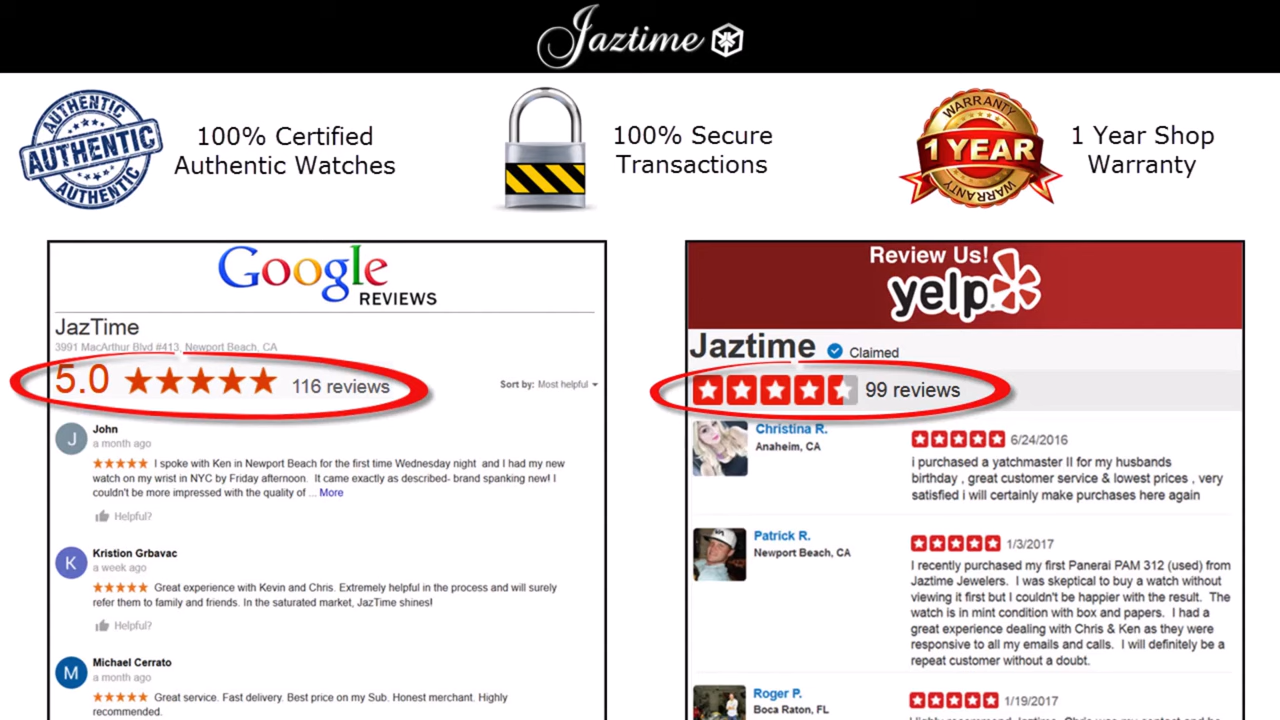 Jaztime
AUTHENTIC
AUTHENTIC
AUTHENTIC
100% Certified
Authentic Watches
100% Secure
Transactions
WARRANTY
1 YEAR
WARRANTY
1 Year Shop
Warranty
Google
REVIEWS
JazTime
3991 MacArthur Blvd #413, Newport Beach, CA
5.0 116 reviews
Sort by: Most helpful
J
John
a month ago
I spoke with Ken in Newport Beach for the first time Wednesday night and I had my new
watch on my wrist in NYC by Friday afternoon. It came exactly as described- brand spanking new! I
couldn't be more impressed with the quality of ... More
Helpful?
K
Kristion Grbavac
a week ago
Great experience with Kevin and Chris. Extremely helpful in the process and will surely
refer them to family and friends. In the saturated market, JazTime shines!
Helpful?
M
Michael Cerrato
a month ago
Great service. Fast delivery. Best price on my Sub. Honest merchant. Highly
recommended.
Review Us!
yelp
Jaztime Claimed
99 reviews
Christina R.
Anaheim, CA
6/24/2016
i purchased a yatchmaster II for my husbands
birthday , great customer service & lowest prices , very
satisfied i will certainly make purchases here again
Patrick R.
Newport Beach, CA
1/3/2017
I recently purchased my first Panerai PAM 312 (used) from
Jaztime Jewelers. I was skeptical to buy a watch without
viewing it first but I couldn't be happier with the result. The
watch is in mint condition with box and papers. I had a
great experience dealing with Chris & Ken as they were
responsive to all my emails and calls. I will definitely be a
repeat customer without a doubt.
Roger P.
Boca Raton, FL
1/19/2017